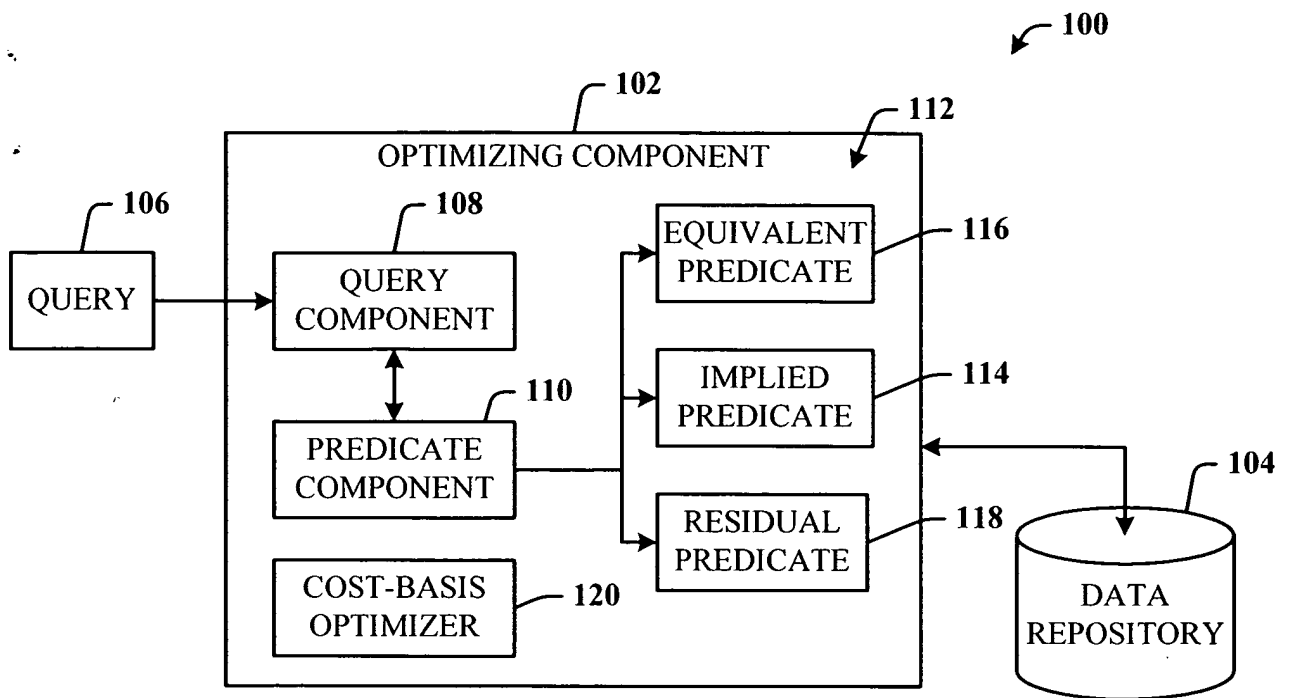 100
102
112
OPTIMIZING COMPONENT
106
108
EQUIVALENT
PREDICATE
116
QUERY
QUERY
COMPONENT
110
IMPLIED
PREDICATE
114
PREDICATE
COMPONENT
104
RESIDUAL
PREDICATE
118
COST-BASIS
OPTIMIZER
120
DATA
REPOSITORY